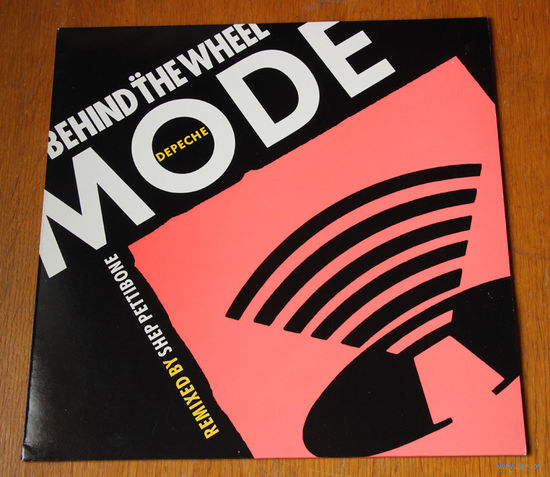 BEHIND THE WHEEL
MODE
DEPECHE
REMIXED BY SHEP PETTIBONE